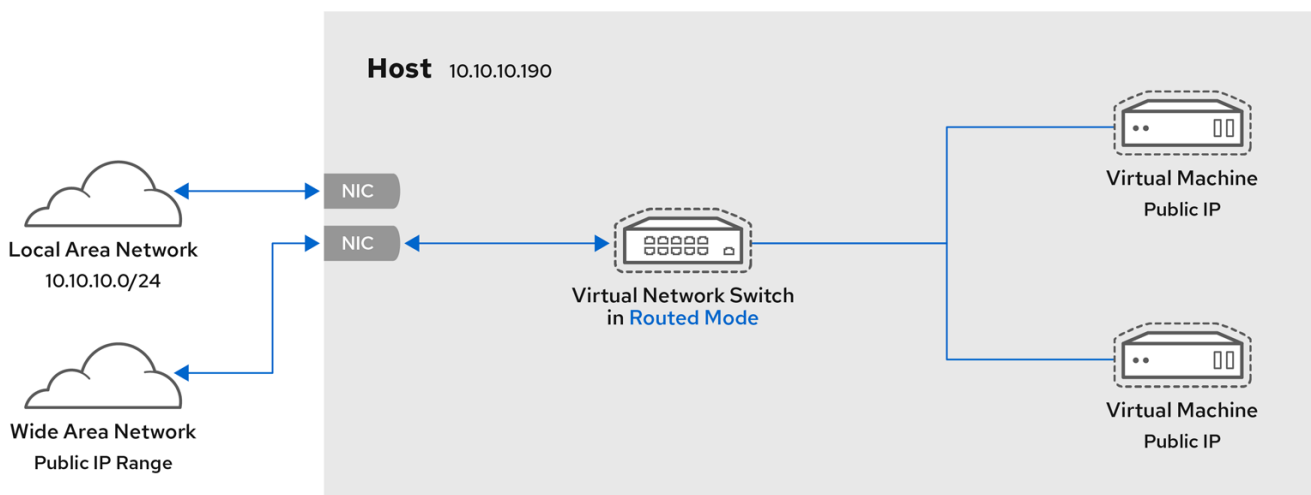 Host 10.10.10.190
NIC
Local Area Network
10.10.10.0/24
NIC
Wide Area Network
Public IP Range
Virtual Network Switch
in Routed Mode
Virtual Machine
Public IP
Virtual Machine
Public IP